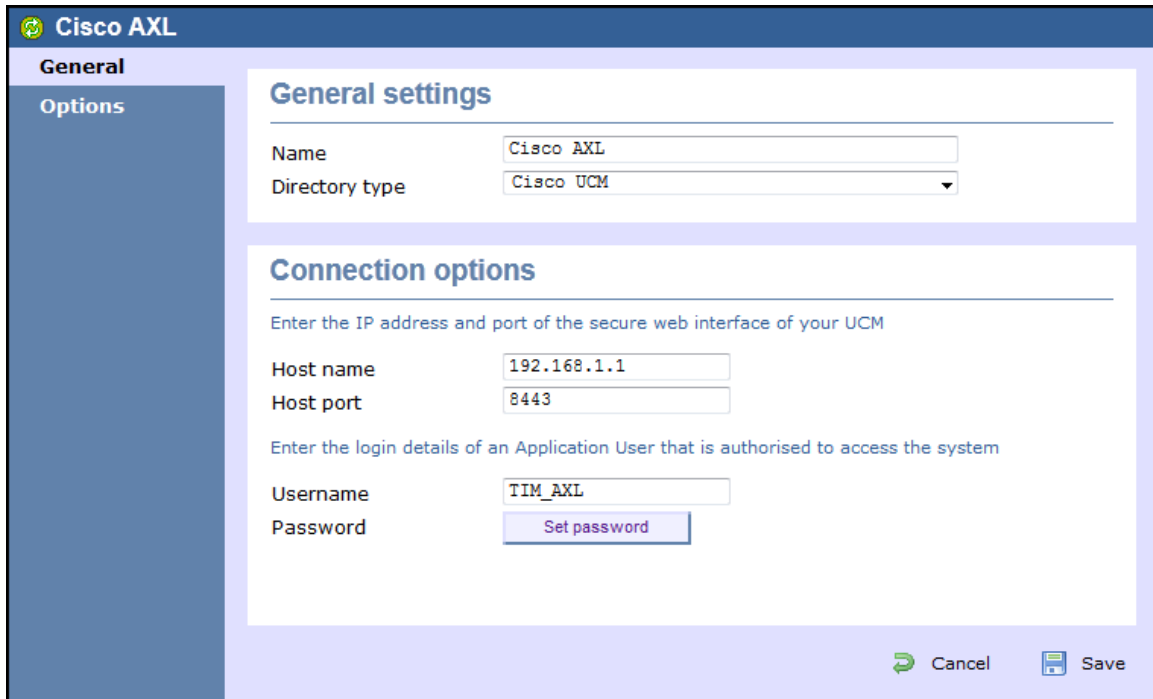 Cisco AXL
General
Options
General settings
Name Cisco AXL
Directory type Cisco UCM
Connection options
Enter the IP address and port of the secure web interface of your UCM
Host name 192.168.1.1
Host port 8443
Enter the login details of an Application User that is authorised to access the system
Username TIM_AXL
Password Set password
Cancel Save